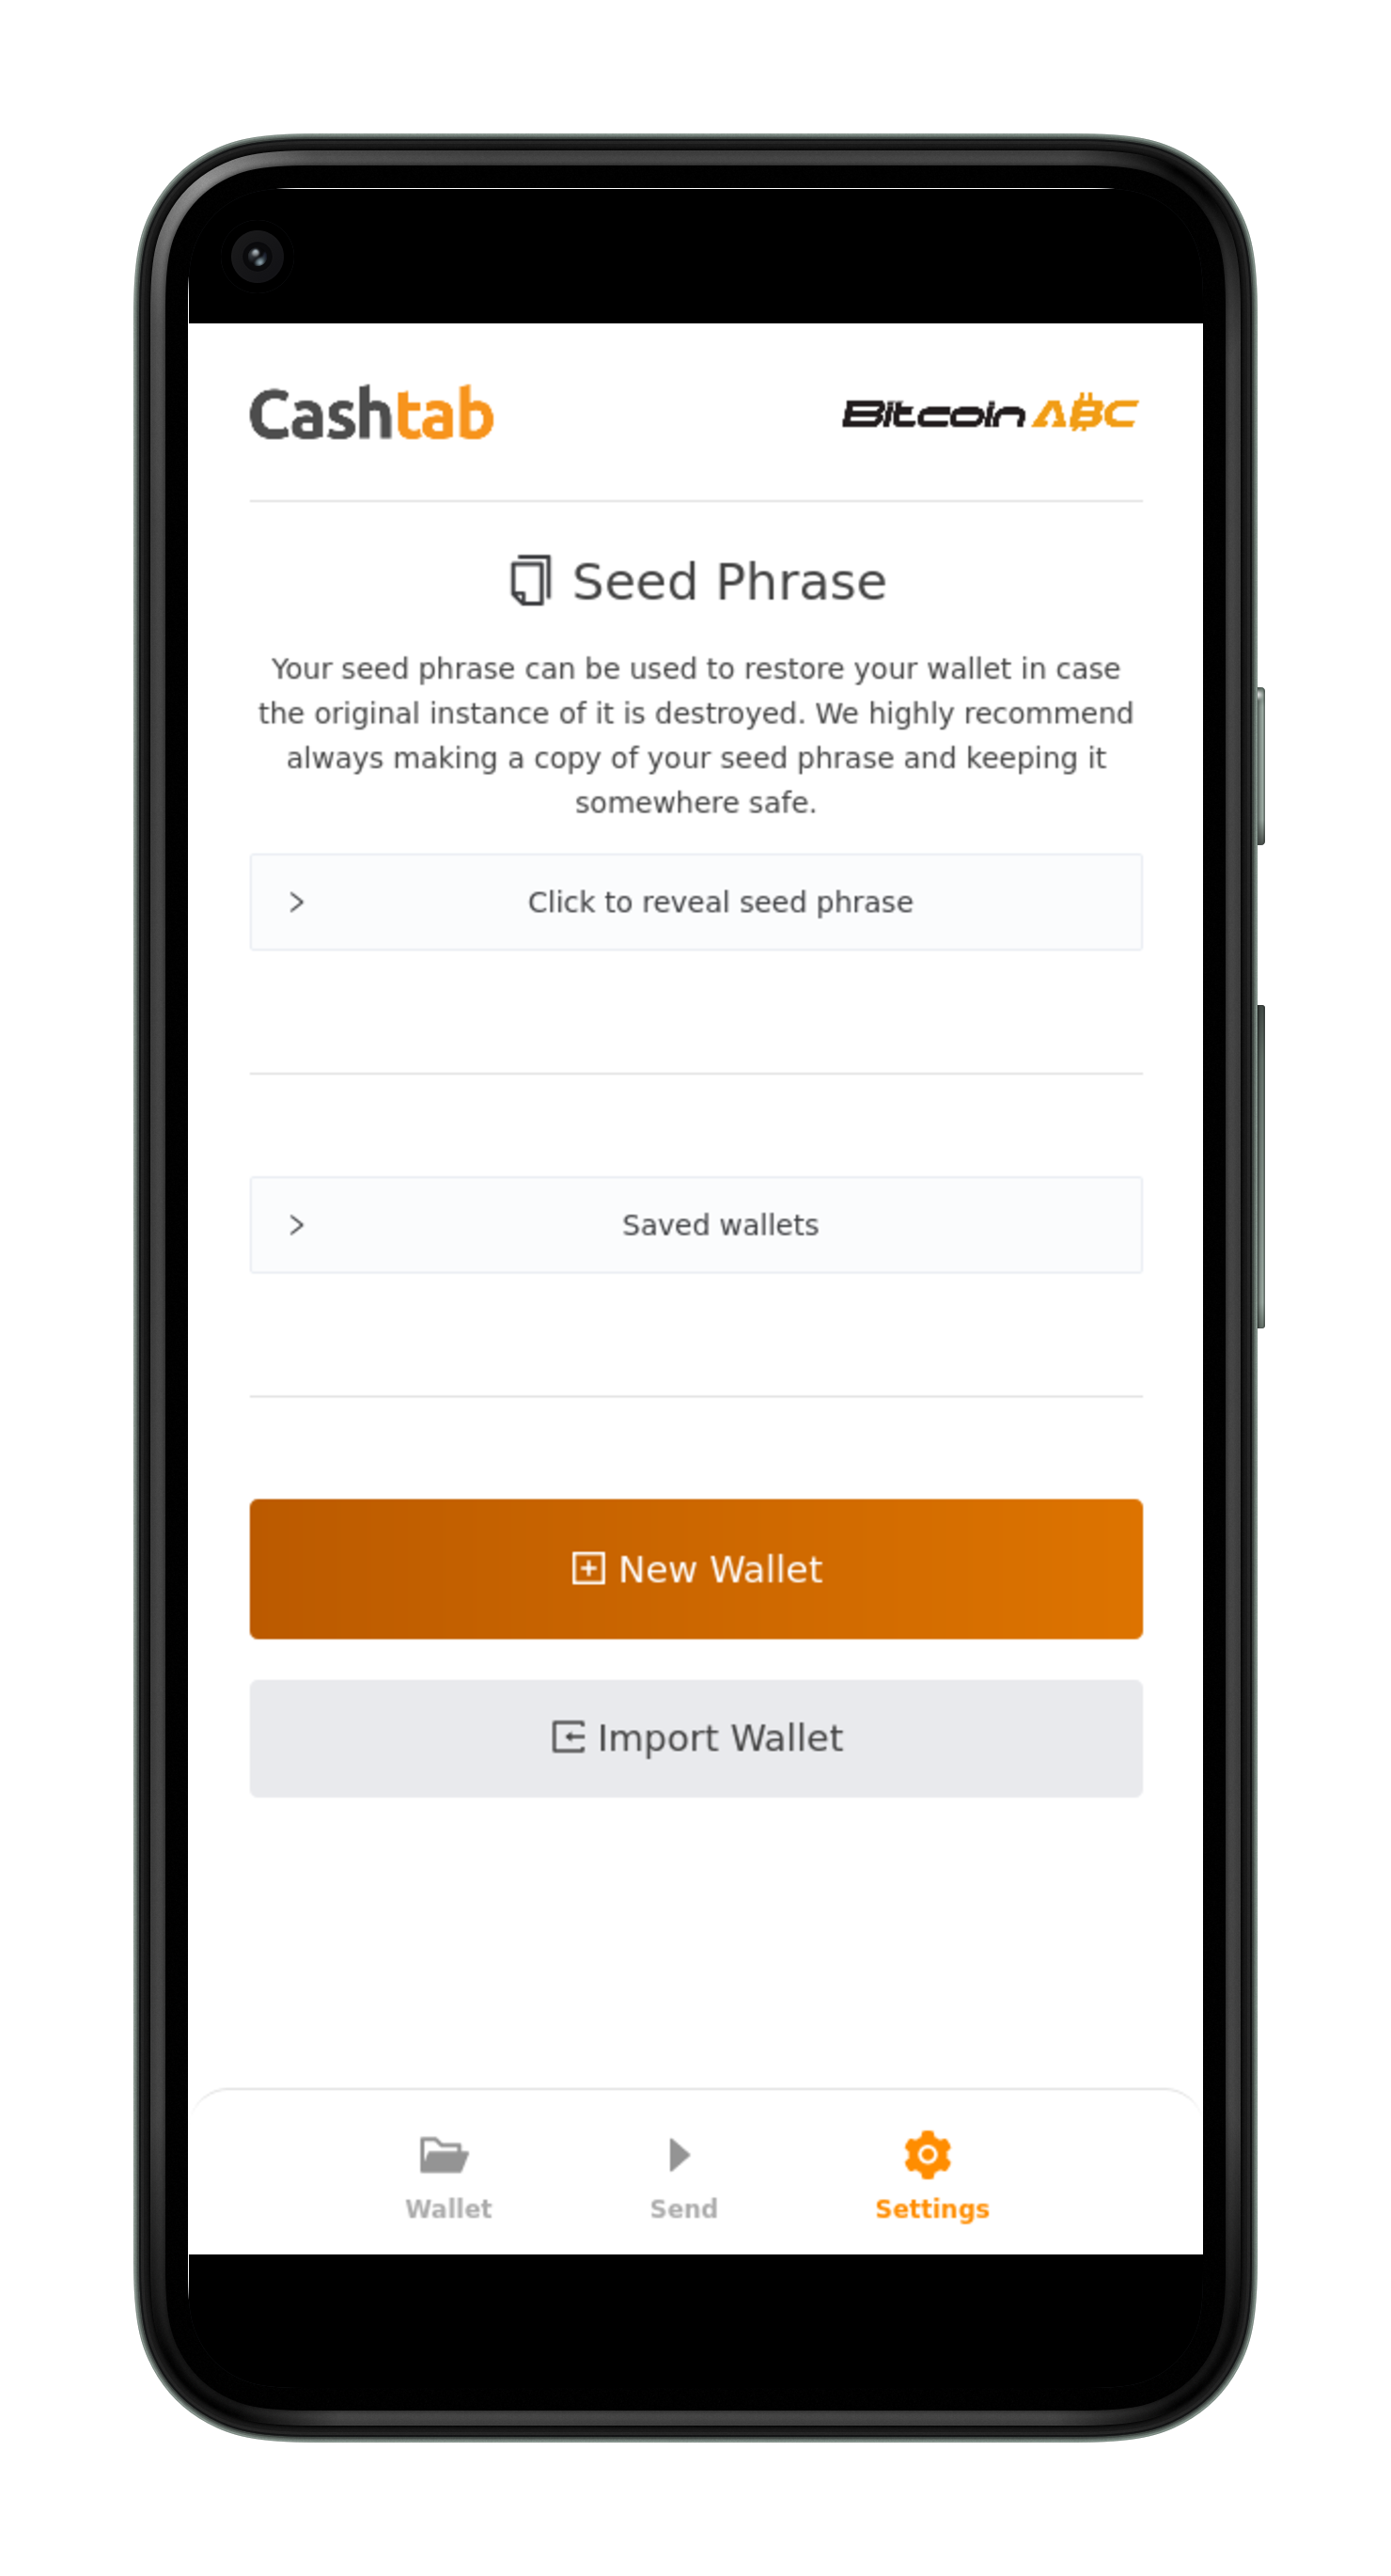 Cashtab
Bitcoin ABC
Seed Phrase
Your seed phrase can be used to restore your wallet in case
the original instance of it is destroyed. We highly recommend
always making a copy of your seed phrase and keeping it
somewhere safe.
Click to reveal seed phrase
Saved wallets
New Wallet
Import Wallet
Wallet
Send
Settings